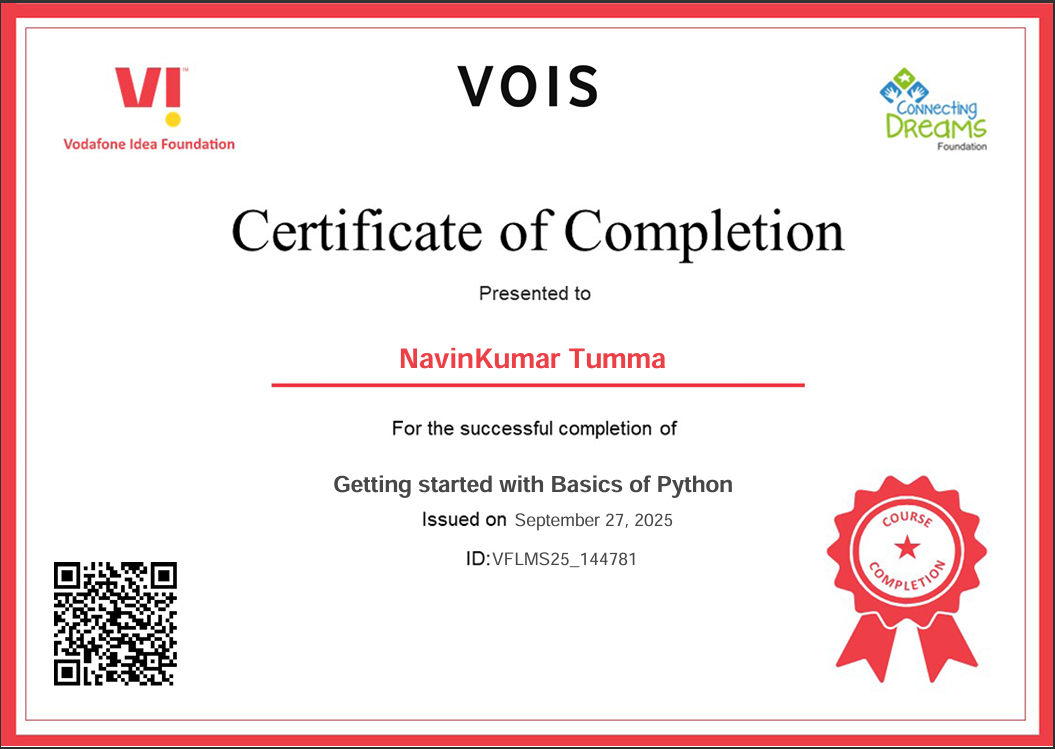 VI™
Vodafone Idea Foundation
VOIS
CONNECTING
DREAMS
Foundation
Certificate of Completion
Presented to
NavinKumar Tumma
For the successful completion of
Getting started with Basics of Python
Issued on September 27, 2025
ID:VFLMS25_144781
COURSE
COMPLETION